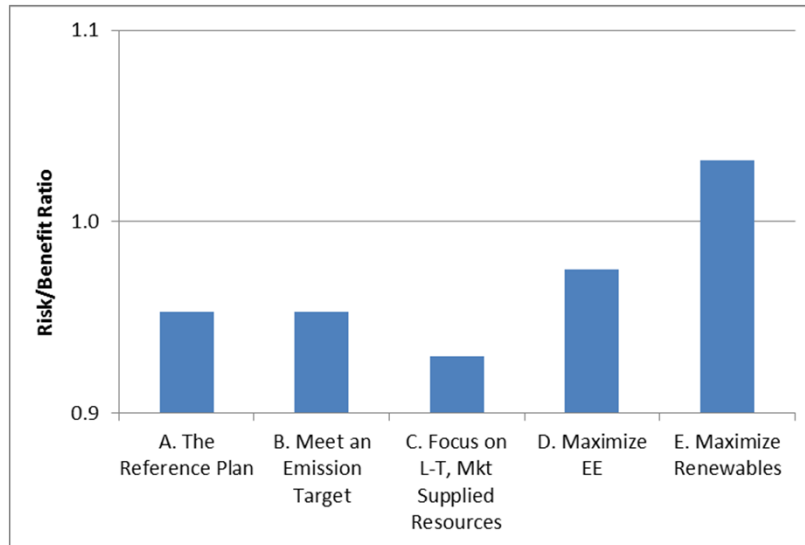 1.1
1.0
0.9
Risk/Benefit Ratio
A. The
Reference Plan
B. Meet an
Emission
Target
C. Focus on
L-T, Mkt
Supplied
Resources
D. Maximize
EE
E. Maximize
Renewables